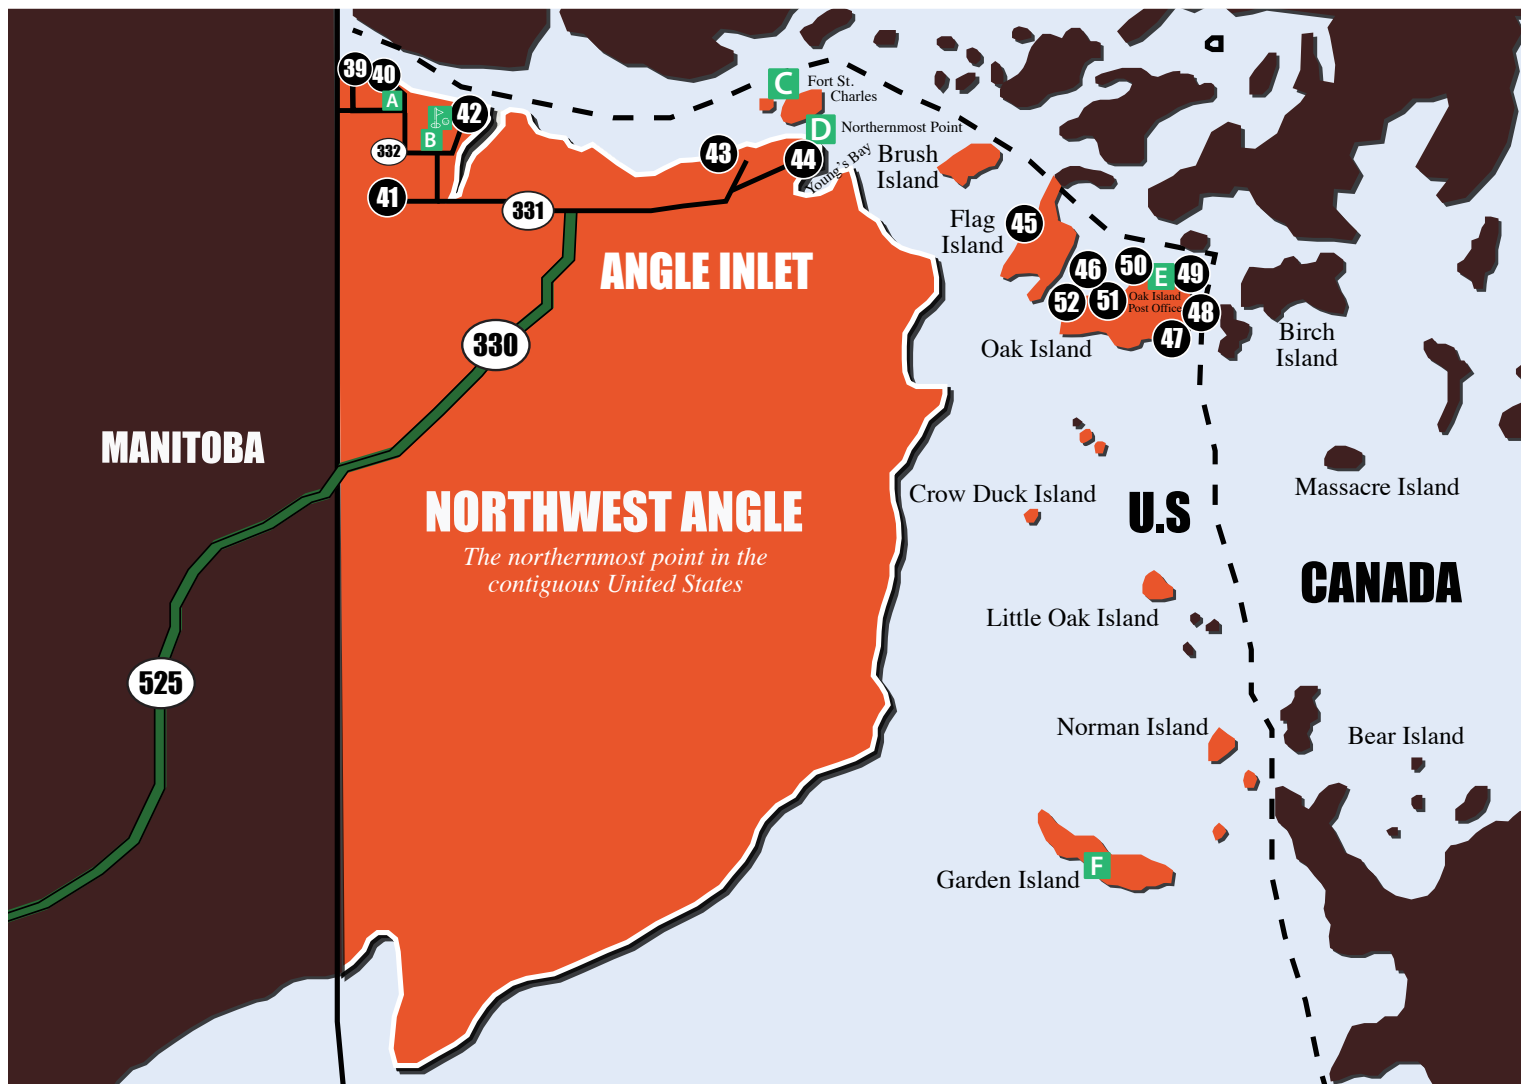 39
40
A
42
B
332
41
331
330
43
44
C
Fort St.
Charles
D
Northernmost Point
Young's Bay
Brush
Island
Flag
Island
45
46
50
E
49
52
51
Oak Island
Post Office
48
47
Oak Island
Birch
Island
ANGLE INLET
MANITOBA
NORTHWEST ANGLE
The northernmost point in the
contiguous United States
Crow Duck Island
U.S
Massacre Island
CANADA
Little Oak Island
525
Norman Island
Bear Island
Garden Island
F